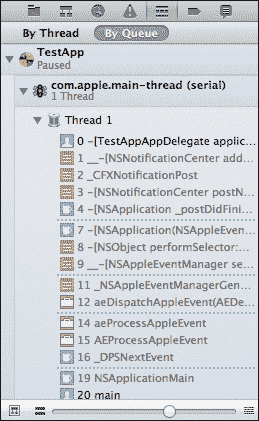 By Thread By Queue
TestApp
Paused
com.apple.main-thread (serial)
1 Thread
Thread 1
0 -[TestAppAppDelegate applic...
1 __-[NSNotificationCenter add...
2 _CFXNotificationPost
3 -[NSNotificationCenter postN...
4 -[NSApplication _postDidFini...
7 -[NSApplication(NSAppleEven...
8 -[NSObject performSelector:...
9 __-[NSAppleEventManager se...
11 _NSAppleEventManagerGen...
12 aeDispatchAppleEvent(AEDe...
14 aeProcessAppleEvent
15 AEProcessAppleEvent
16 _DPSNextEvent
19 NSApplicationMain
20 main